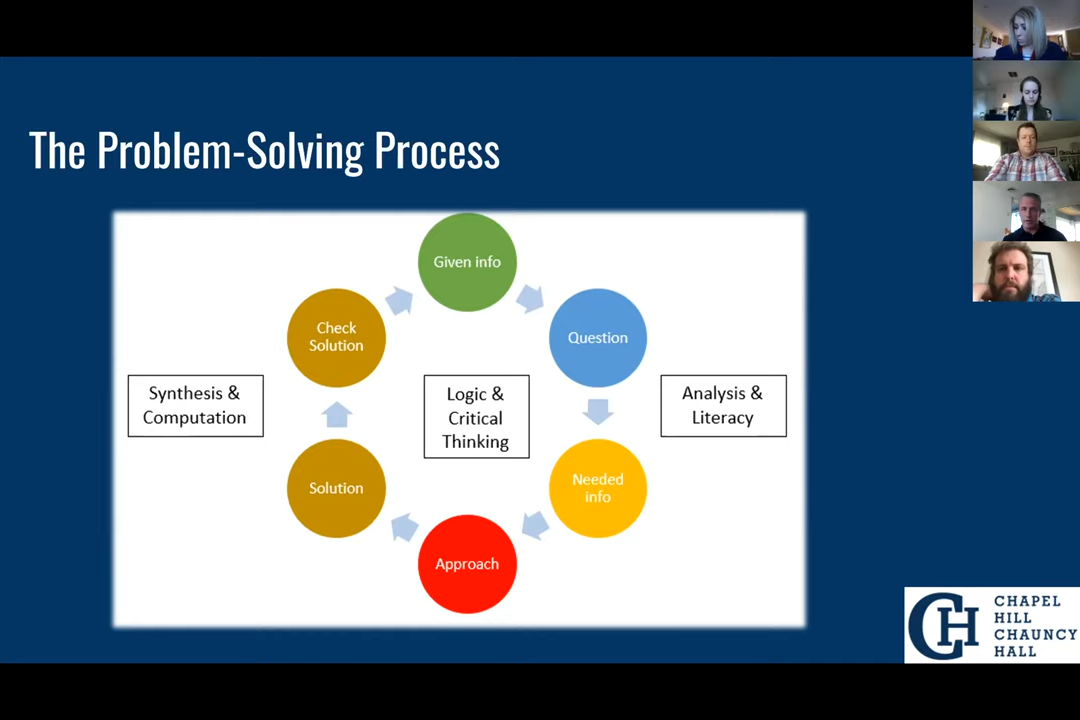 The Problem-Solving Process
Given info
Check
Solution
Question
Synthesis &
Computation
Logic &
Critical
Thinking
Analysis &
Literacy
Solution
Needed
info
Approach
CHAPEL
HILL
CHAUNCY
HALL